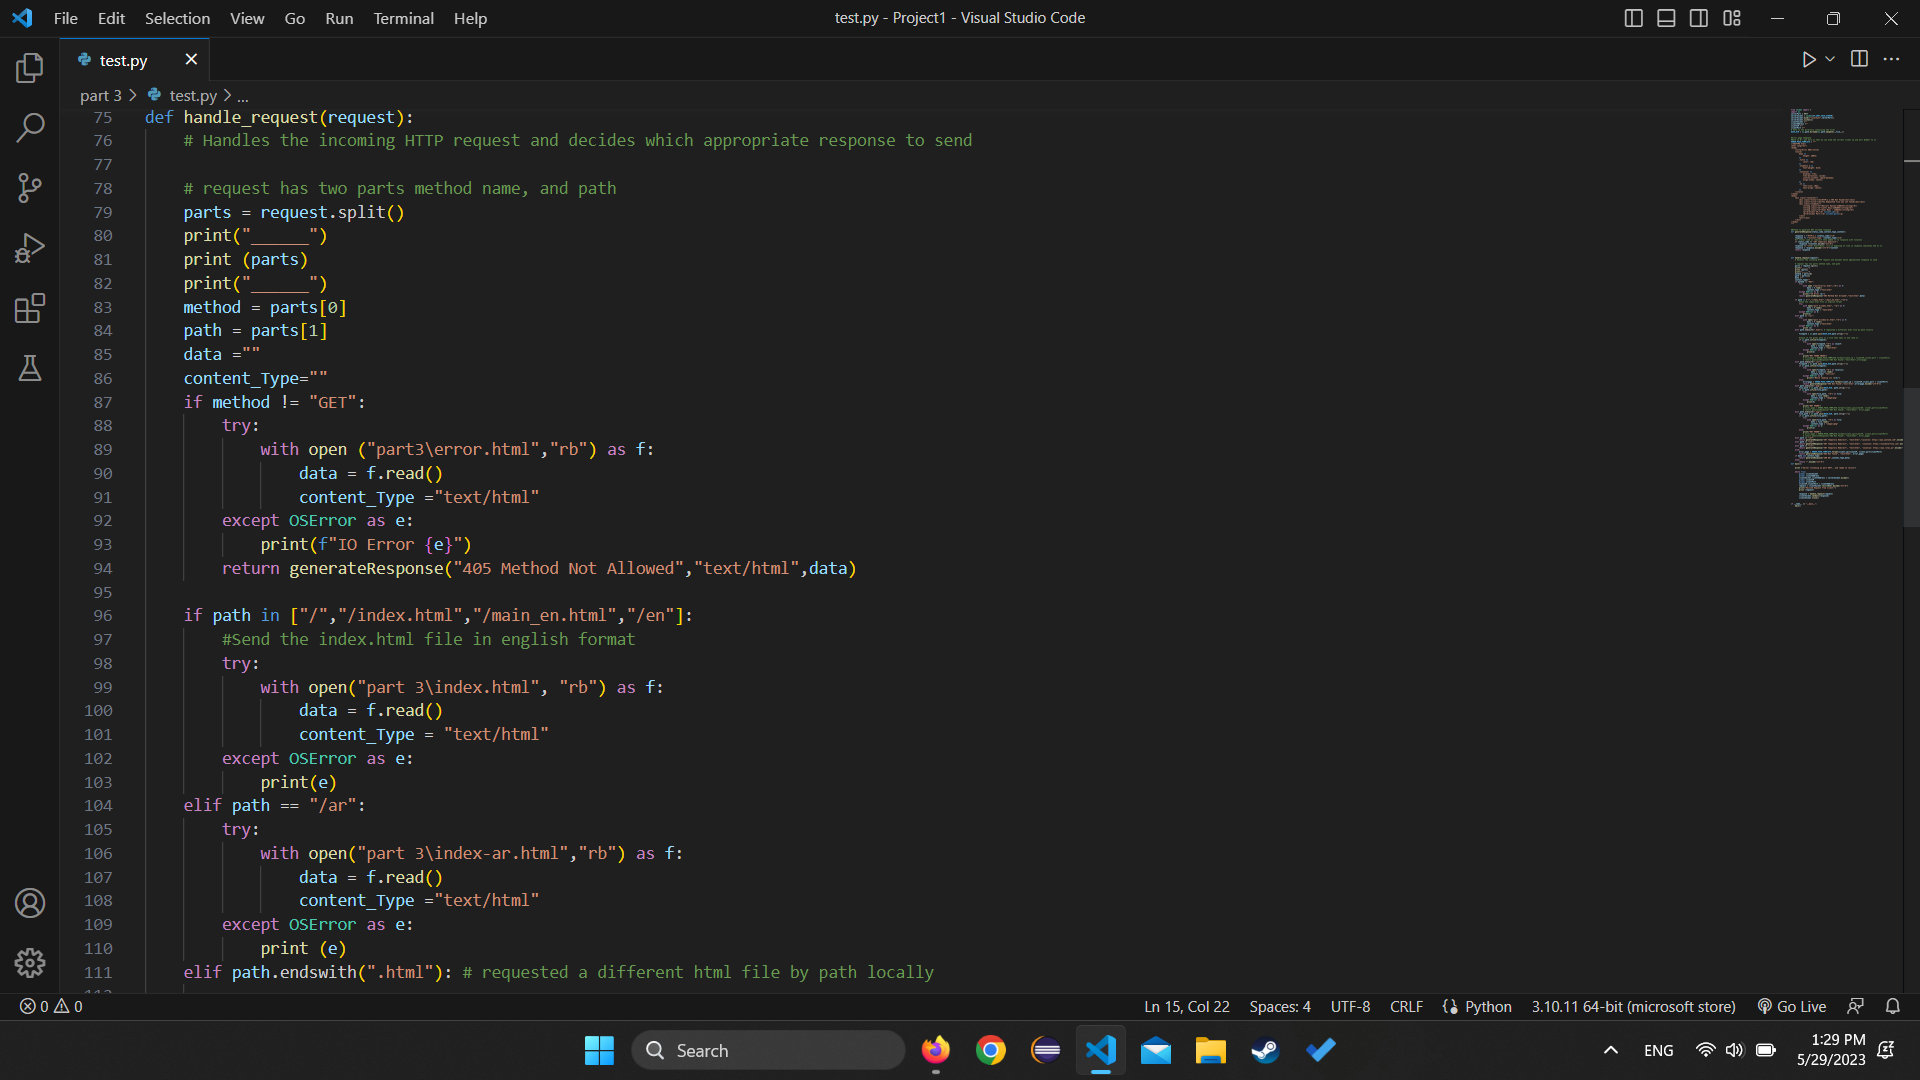 File Edit Selection View Go Run Terminal Help
test.py - Project1 - Visual Studio Code
test.py
part 3 > test.py > ...
75 def handle_request(request):
76 # Handles the incoming HTTP request and decides which appropriate response to send
77
78 # request has two parts method name, and path
79 parts = request.split()
80 print("______")
81 print (parts)
82 print("______")
83 method = parts[0]
84 path = parts[1]
85 data =""
86 content_Type=""
87 if method != "GET":
88 try:
89 with open ("part3\error.html","rb") as f:
90 data = f.read()
91 content_Type ="text/html"
92 except OSError as e:
93 print(f"IO Error {e}")
94 return generateResponse("405 Method Not Allowed","text/html",data)
95
96 if path in ["/","/index.html","/main_en.html","/en"]:
97 #Send the index.html file in english format
98 try:
99 with open("part 3\index.html", "rb") as f:
100 data = f.read()
101 content_Type = "text/html"
102 except OSError as e:
103 print(e)
104 elif path == "/ar":
105 try:
106 with open("part 3\index-ar.html","rb") as f:
107 data = f.read()
108 content_Type ="text/html"
109 except OSError as e:
110 print (e)
111 elif path.endswith(".html"): # requested a different html file by path locally
0 0
Ln 15, Col 22 Spaces: 4 UTF-8 CRLF Python 3.10.11 64-bit (microsoft store) Go Live
Search
ENG
1:29 PM
5/29/2023